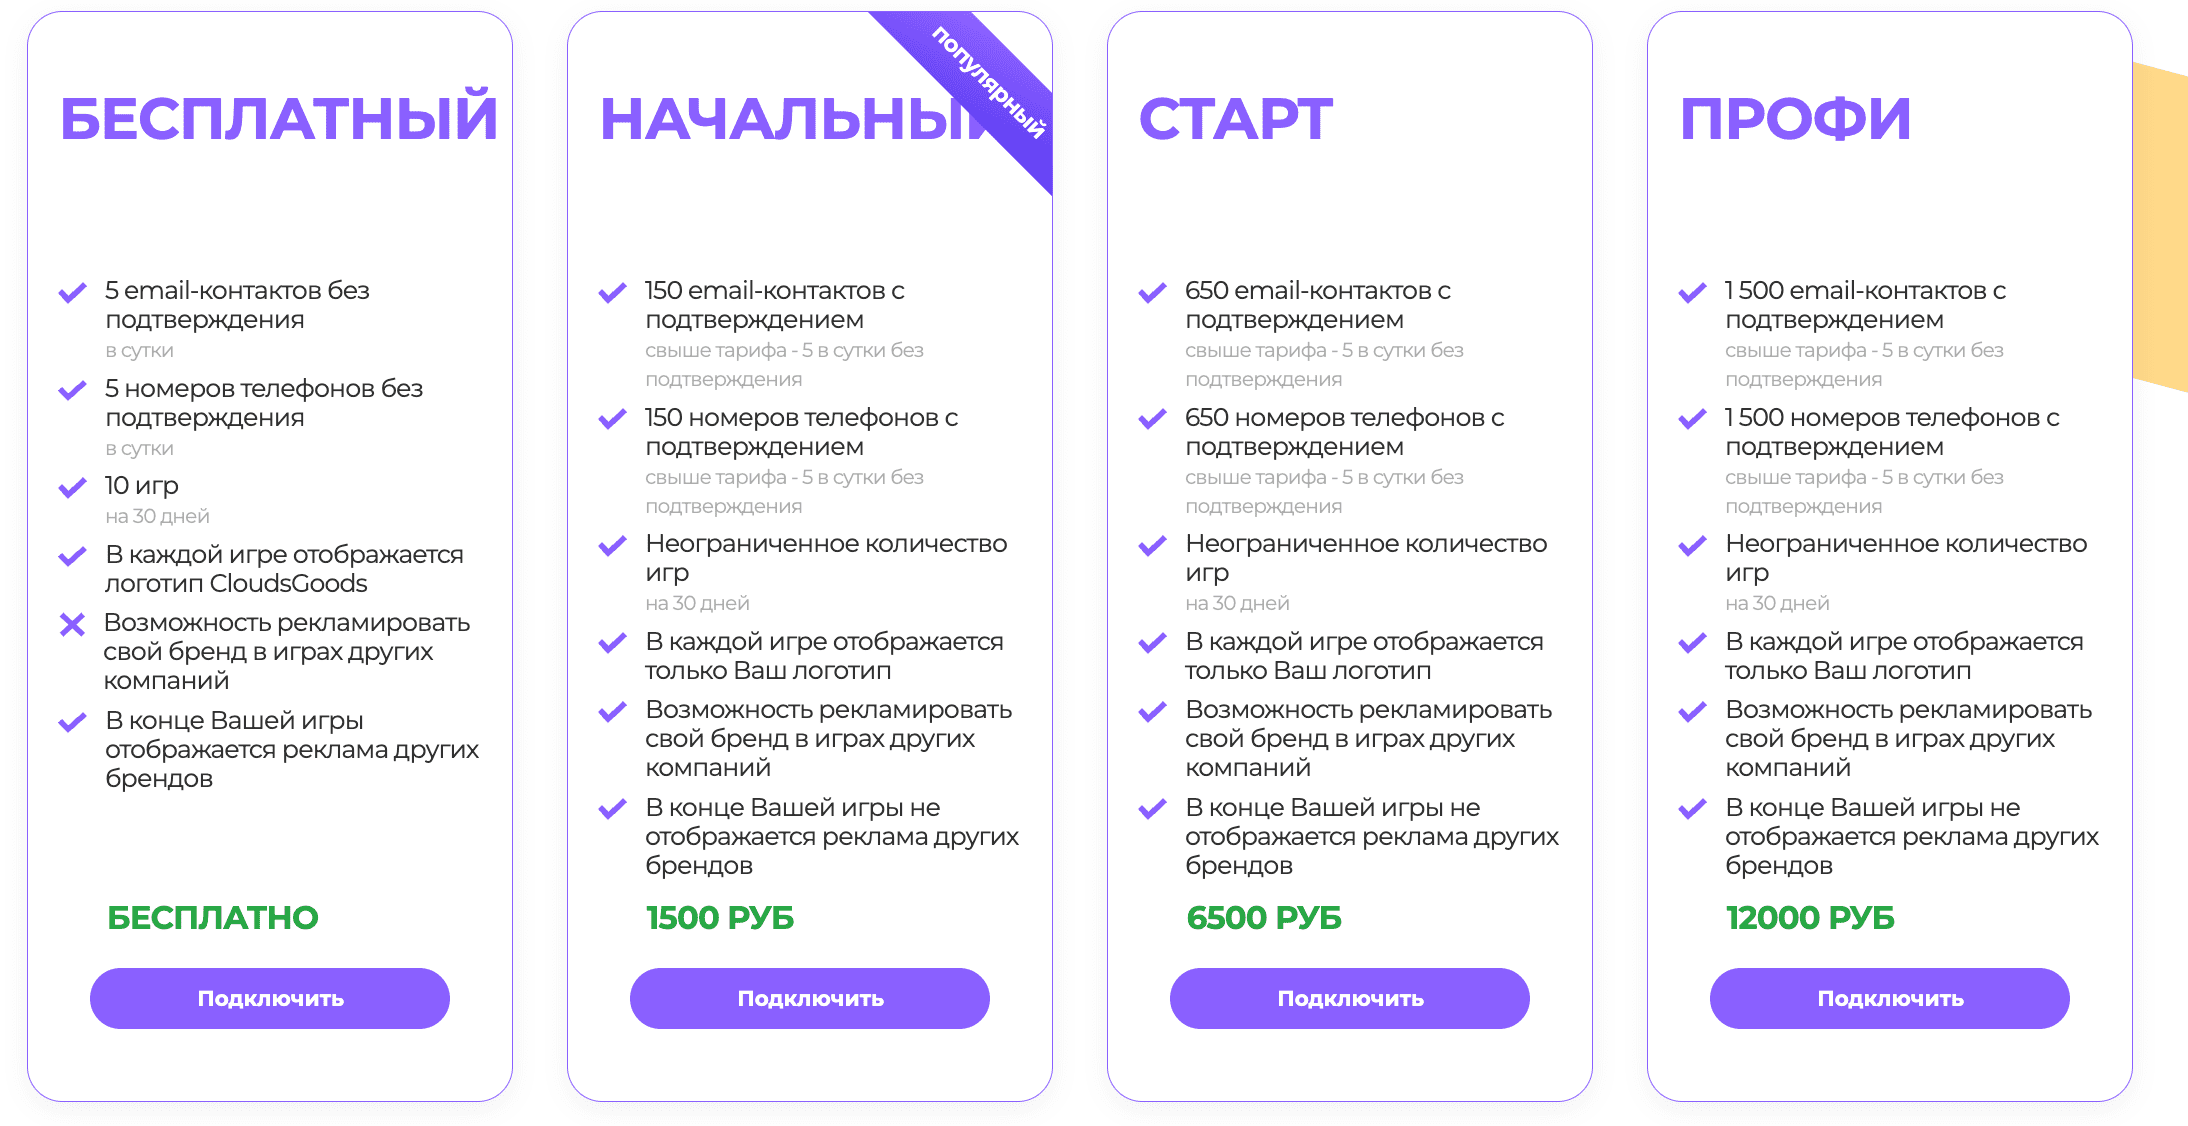 БЕСПЛАТНЫЙ
5 email-контактов без
подтверждения
в сутки
5 номеров телефонов без
подтверждения
в сутки
10 игр
на 30 дней
В каждой игре отображается
логотип CloudsGoods
Возможность рекламировать
свой бренд в играх других
компаний
В конце Вашей игры
отображается реклама других
брендов
БЕСПЛАТНО
Подключить
популярный
НАЧАЛЬНЫЙ
150 email-контактов с
подтверждением
свыше тарифа - 5 в сутки без
подтверждения
150 номеров телефонов с
подтверждением
свыше тарифа - 5 в сутки без
подтверждения
Неограниченное количество
игр
на 30 дней
В каждой игре отображается
только Ваш логотип
Возможность рекламировать
свой бренд в играх других
компаний
В конце Вашей игры не
отображается реклама других
брендов
1500 РУБ
Подключить
СТАРТ
650 email-контактов с
подтверждением
свыше тарифа - 5 в сутки без
подтверждения
650 номеров телефонов с
подтверждением
свыше тарифа - 5 в сутки без
подтверждения
Неограниченное количество
игр
на 30 дней
В каждой игре отображается
только Ваш логотип
Возможность рекламировать
свой бренд в играх других
компаний
В конце Вашей игры не
отображается реклама других
брендов
6500 РУБ
Подключить
ПРОФИ
1 500 email-контактов с
подтверждением
свыше тарифа - 5 в сутки без
подтверждения
1 500 номеров телефонов с
подтверждением
свыше тарифа - 5 в сутки без
подтверждения
Неограниченное количество
игр
на 30 дней
В каждой игре отображается
только Ваш логотип
Возможность рекламировать
свой бренд в играх других
компаний
В конце Вашей игры не
отображается реклама других
брендов
12000 РУБ
Подключить